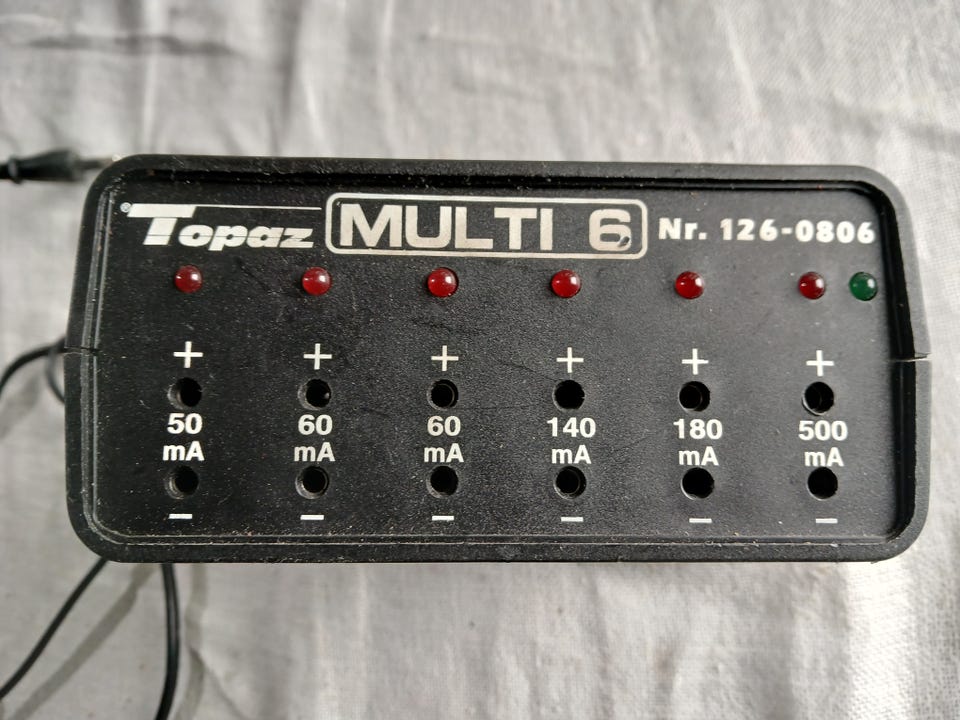 ® Topaz MULTI 6 Nr. 126-0806
+ + + + + +
50 60 60 140 180 500
mA mA mA mA mA mA
− − − − − −